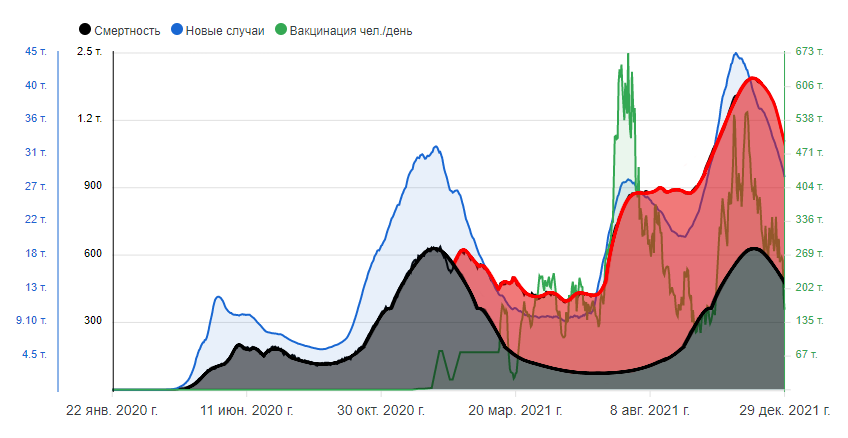 Смертность Новые случаи Вакцинация чел./день
45 т. 2.5 т. 673 т.
40 т. 606 т.
36 т. 1.2 т. 538 т.
31 т. 471 т.
27 т. 900 404 т.
22 т. 336 т.
18 т. 600 269 т.
13 т. 202 т.
9.10 т. 300 135 т.
4.5 т. 67 т.
22 янв. 2020 г. 11 июн. 2020 г. 30 окт. 2020 г. 20 мар. 2021 г. 8 авг. 2021 г. 29 дек. 2021 г.